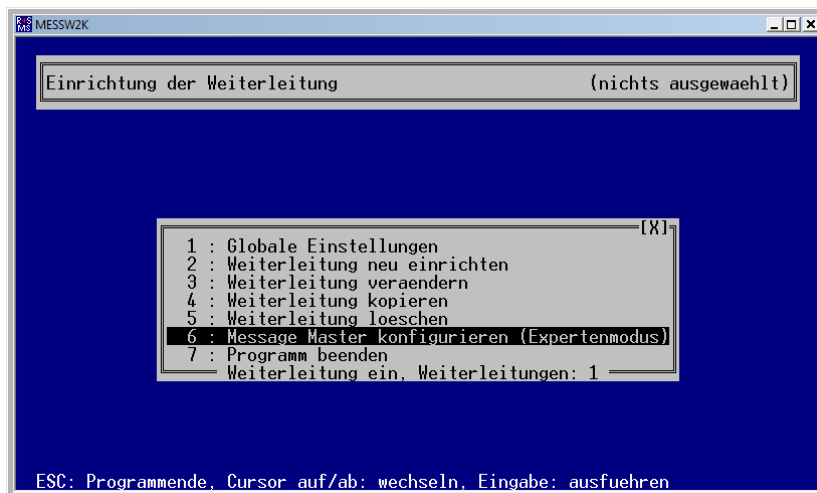 R+S
MS MESSW2K
Einrichtung der Weiterleitung (nichts ausgewaehlt)
[X]
1 : Globale Einstellungen
2 : Weiterleitung neu einrichten
3 : Weiterleitung veraendern
4 : Weiterleitung kopieren
5 : Weiterleitung loeschen
6 : Message Master konfigurieren (Expertenmodus)
7 : Programm beenden
Weiterleitung ein, Weiterleitungen: 1
ESC: Programmende, Cursor auf/ab: wechseln, Eingabe: ausfuehren